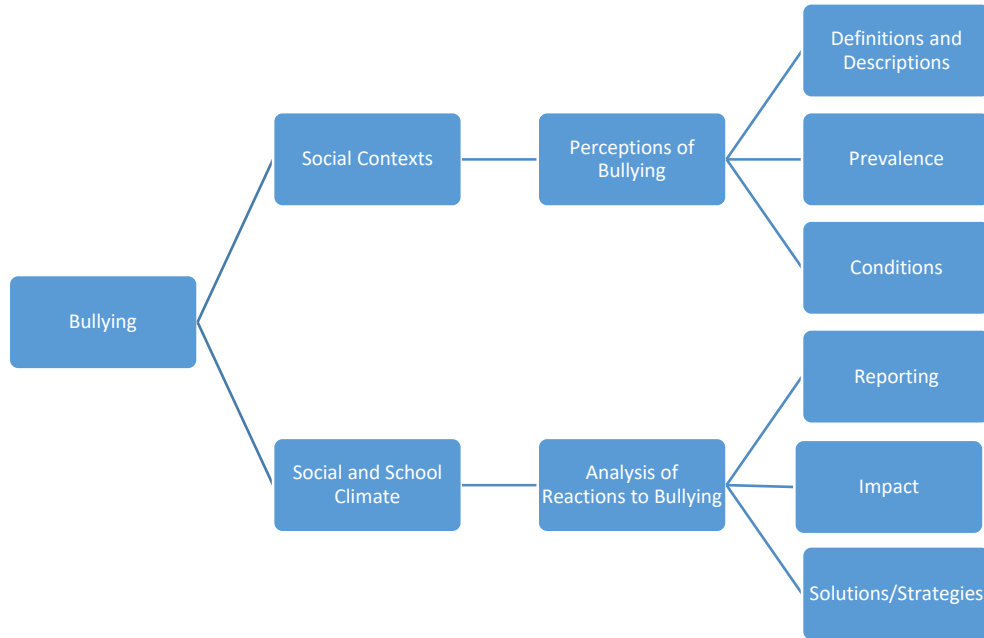 Bullying
Social Contexts
Perceptions of
Bullying
Definitions and
Descriptions
Prevalence
Conditions
Social and School
Climate
Analysis of
Reactions to Bullying
Reporting
Impact
Solutions/Strategies